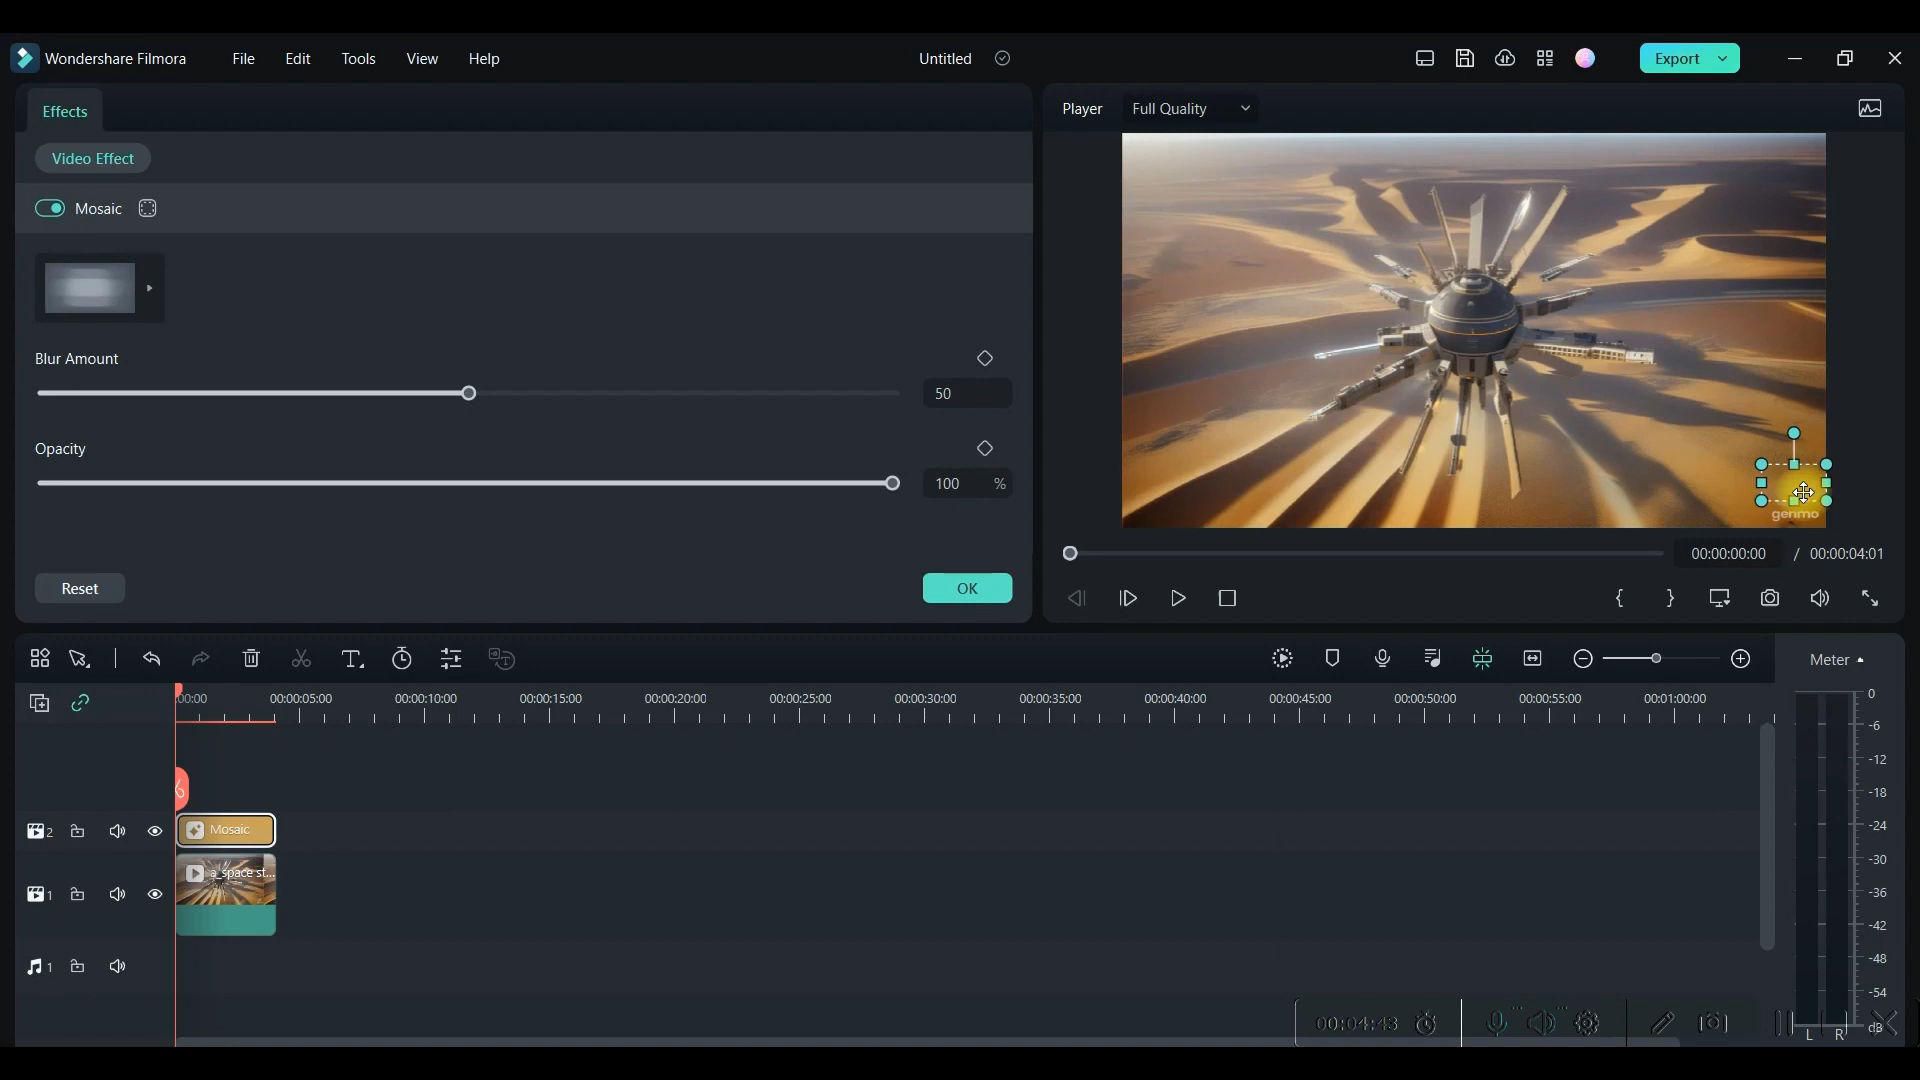 Wondershare Filmora File Edit Tools View Help Untitled Export
Effects
Player Full Quality
Video Effect
Mosaic
Blur Amount
50
Opacity
100 %
genmo
00:00:00:00 / 00:00:04:01
Reset OK
Meter
:00:00 00:00:05:00 00:00:10:00 00:00:15:00 00:00:20:00 00:00:25:00 00:00:30:00 00:00:35:00 00:00:40:00 00:00:45:00 00:00:50:00 00:00:55:00 00:01:00:00
0
-6
-12
-18
-24
-30
-36
-42
-48
-54
dB
2 Mosaic
a_space st...
1
1
00:04:43
L R